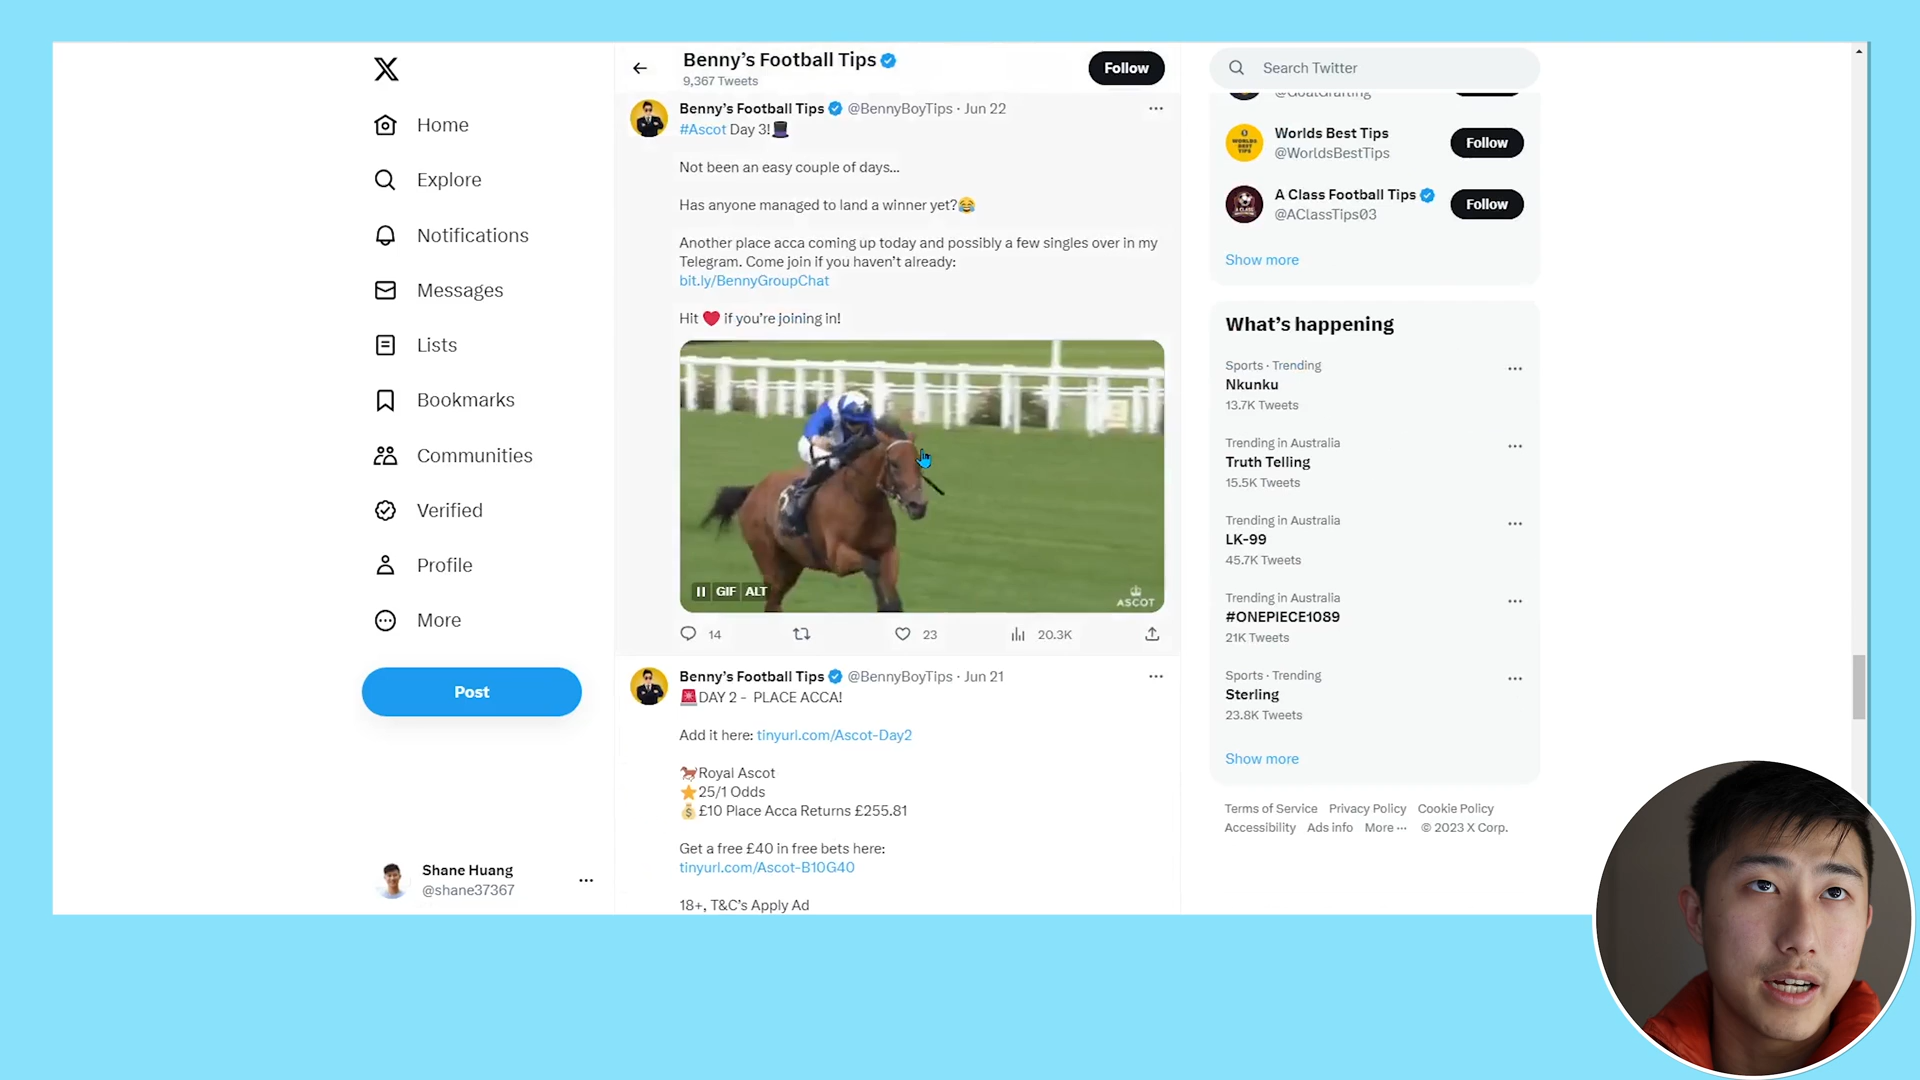 Home
Explore
Notifications
Messages
Lists
Bookmarks
Communities
Verified
Profile
More
Post
Shane Huang
@shane37367
Benny’s Football Tips
9,367 Tweets
Follow
Benny’s Football Tips @BennyBoyTips · Jun 22
#Ascot Day 3!🎩
Not been an easy couple of days...
Has anyone managed to land a winner yet?😂
Another place acca coming up today and possibly a few singles over in my
Telegram. Come join if you haven’t already:
bit.ly/BennyGroupChat
Hit ❤️ if you’re joining in!
GIF ALT
ASCOT
14 23 20.3K
Benny’s Football Tips @BennyBoyTips · Jun 21
🚨DAY 2 - PLACE ACCA!
Add it here: tinyurl.com/Ascot-Day2
🐎Royal Ascot
⭐25/1 Odds
💰£10 Place Acca Returns £255.81
Get a free £40 in free bets here:
tinyurl.com/Ascot-B10G40
18+, T&C’s Apply Ad
Search Twitter
@GoalGrafting
WORLDS
BEST
TIPS
Worlds Best Tips
@WorldsBestTips
Follow
A Class Football Tips
@AClassTips03
Follow
Show more
What’s happening
Sports · Trending
Nkunku
13.7K Tweets
Trending in Australia
Truth Telling
15.5K Tweets
Trending in Australia
LK-99
45.7K Tweets
Trending in Australia
#ONEPIECE1089
21K Tweets
Sports · Trending
Sterling
23.8K Tweets
Show more
Terms of Service Privacy Policy Cookie Policy
Accessibility Ads info More ··· © 2023 X Corp.